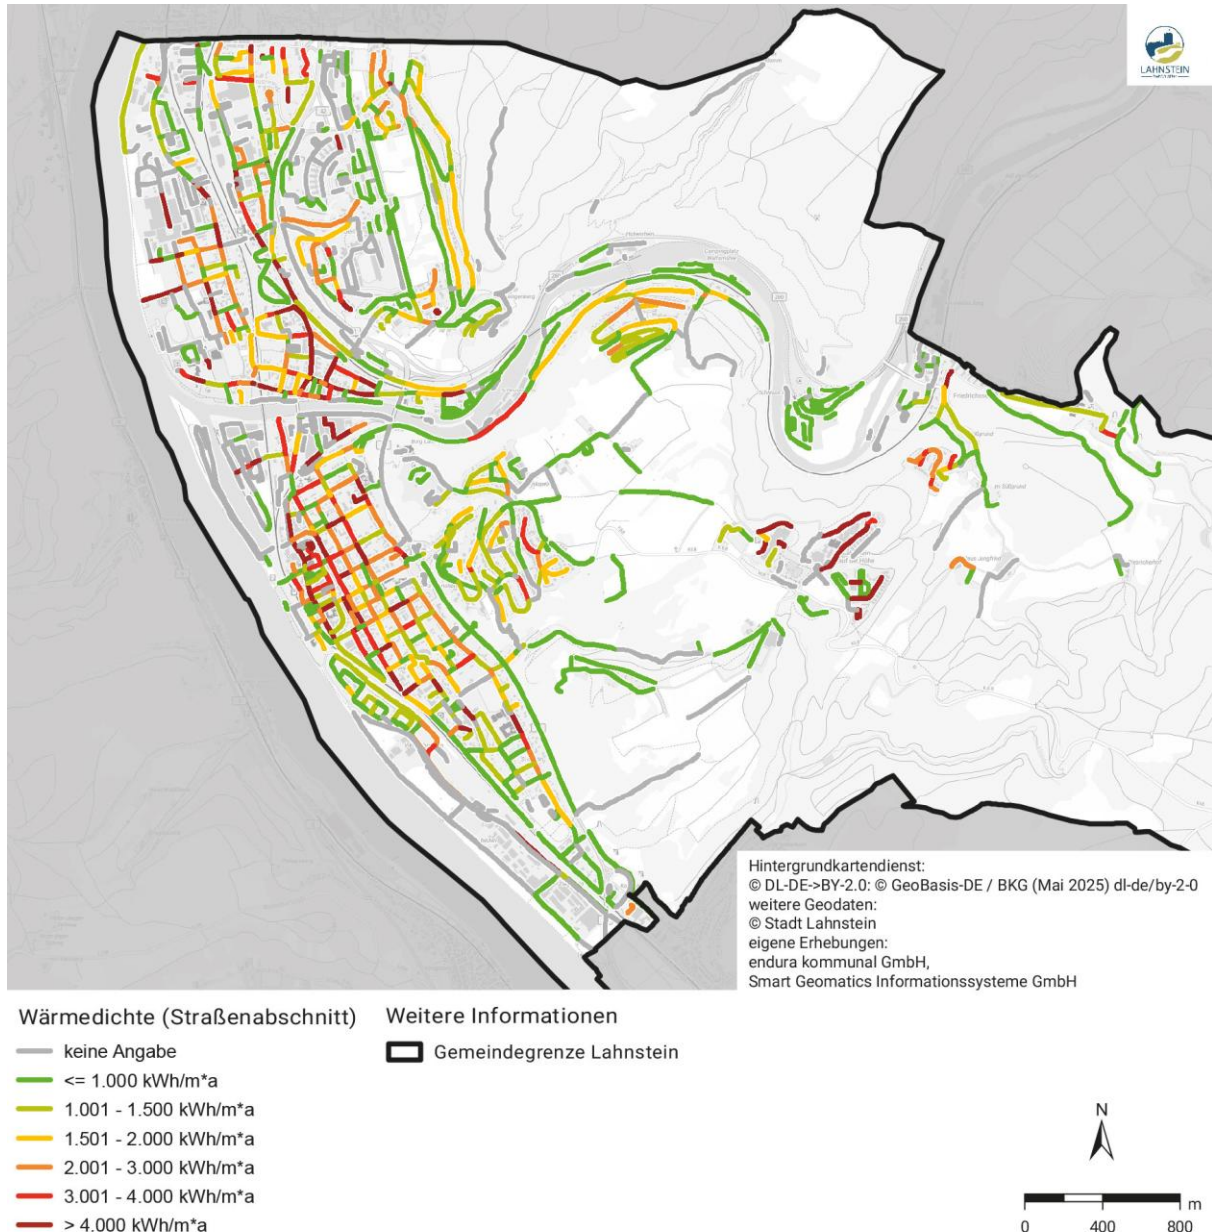 LAHNSTEIN
Hintergrundkartendienst:
© DL-DE->BY-2.0: © GeoBasis-DE / BKG (Mai 2025) dl-de/by-2-0
weitere Geodaten:
© Stadt Lahnstein
eigene Erhebungen:
endura kommunal GmbH,
Smart Geomatics Informationssysteme GmbH
Wärmedichte (Straßenabschnitt)
keine Angabe
<= 1.000 kWh/m*a
1.001 - 1.500 kWh/m*a
1.501 - 2.000 kWh/m*a
2.001 - 3.000 kWh/m*a
3.001 - 4.000 kWh/m*a
> 4.000 kWh/m*a
Weitere Informationen
Gemeindegrenze Lahnstein
N
m
0 400 800